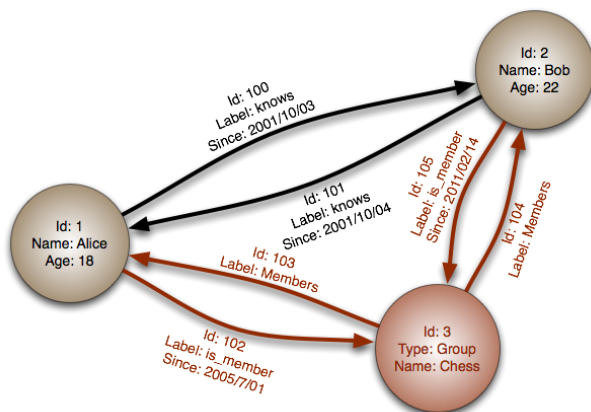 Id: 2
Name: Bob
Age: 22
Id: 100
Label: knows
Since: 2001/10/03
Id: 101
Label: knows
Since: 2001/10/04
Id: 105
Label: is_member
Since: 2011/02/14
Id: 104
Label: Members
Id: 1
Name: Alice
Age: 18
Id: 103
Label: Members
Id: 102
Label: is_member
Since: 2005/7/01
Id: 3
Type: Group
Name: Chess